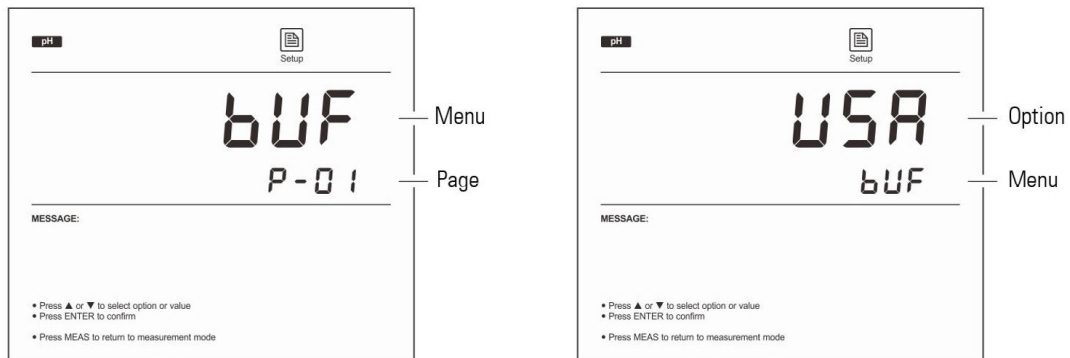 pH
Setup
bUF
Menu
P-01
Page
MESSAGE:
• Press ▲ or ▼ to select option or value
• Press ENTER to confirm
• Press MEAS to return to measurement mode
pH
Setup
USA
Option
bUF
Menu
MESSAGE:
• Press ▲ or ▼ to select option or value
• Press ENTER to confirm
• Press MEAS to return to measurement mode